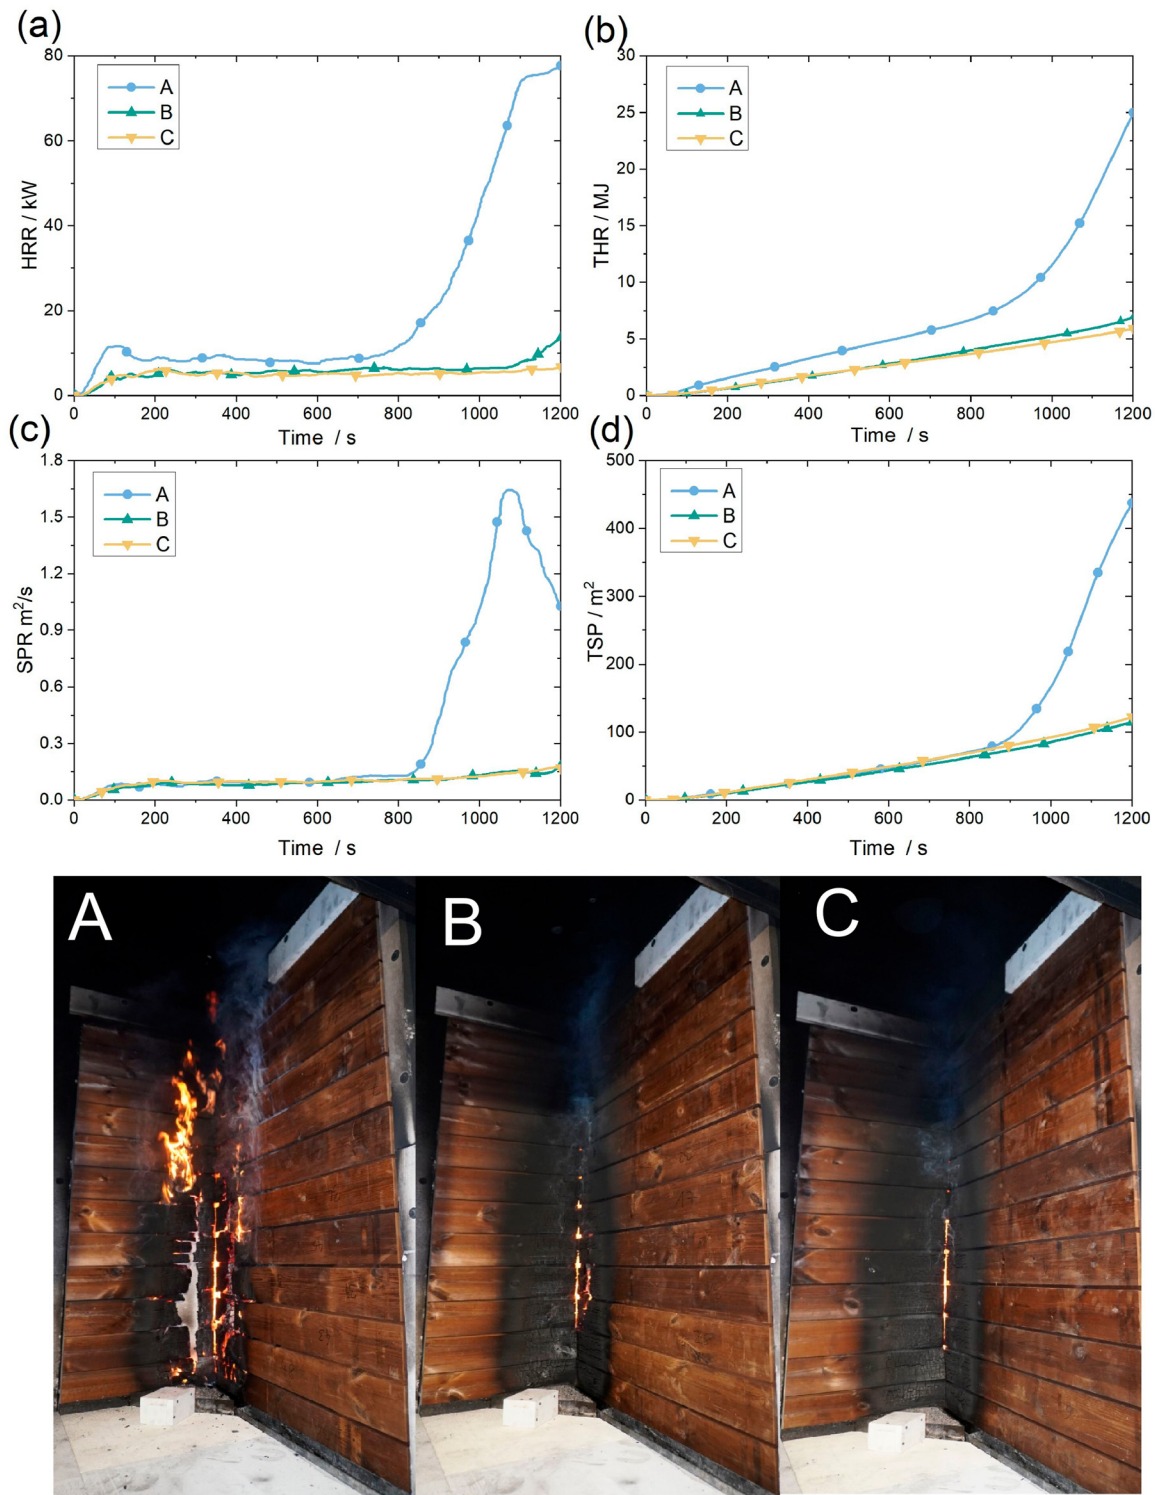 (a)
80
60
40
20
0
HRR / kW
A
B
C
0 200 400 600 800 1000 1200
Time / s
(b)
30
25
20
15
10
5
0
THR / MJ
A
B
C
0 200 400 600 800 1000 1200
Time / s
(c)
1.8
1.5
1.2
0.9
0.6
0.3
0.0
SPR m²/s
A
B
C
0 200 400 600 800 1000 1200
Time / s
(d)
500
400
300
200
100
0
TSP / m²
A
B
C
0 200 400 600 800 1000 1200
Time / s
A
B
C